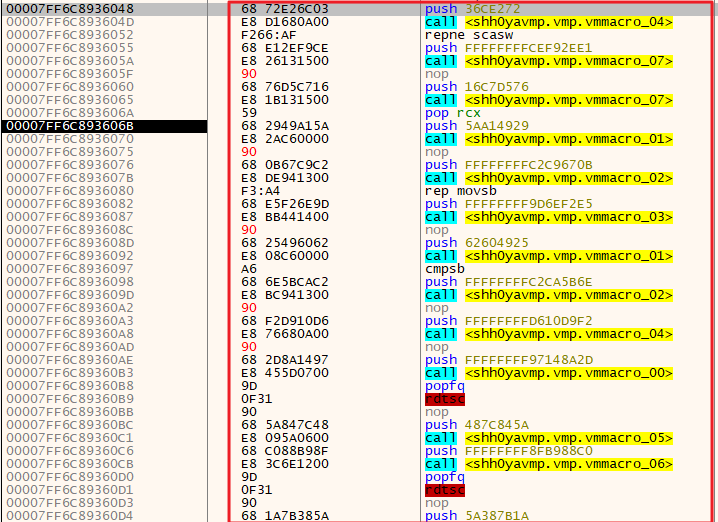 00007FF6C8936048 68 72E26C03 push 36CE272
00007FF6C893604D E8 D1680A00 call <shh0yavmp.vmp.vmmacro_04>
00007FF6C8936052 F266:AF repne scasw
00007FF6C8936055 68 E12EF9CE push FFFFFFFFCEF92EE1
00007FF6C893605A E8 26131500 call <shh0yavmp.vmp.vmmacro_07>
00007FF6C893605F 90 nop
00007FF6C8936060 68 76D5C716 push 16C7D576
00007FF6C8936065 E8 1B131500 call <shh0yavmp.vmp.vmmacro_07>
00007FF6C893606A 59 pop rcx
00007FF6C893606B 68 2949A15A push 5AA14929
00007FF6C8936070 E8 2AC60000 call <shh0yavmp.vmp.vmmacro_01>
00007FF6C8936075 90 nop
00007FF6C8936076 68 0B67C9C2 push FFFFFFFFC2C9670B
00007FF6C893607B E8 DE941300 call <shh0yavmp.vmp.vmmacro_02>
00007FF6C8936080 F3:A4 rep movsb
00007FF6C8936082 68 E5F26E9D push FFFFFFFF9D6EF2E5
00007FF6C8936087 E8 BB441400 call <shh0yavmp.vmp.vmmacro_03>
00007FF6C893608C 90 nop
00007FF6C893608D 68 25496062 push 62604925
00007FF6C8936092 E8 08C60000 call <shh0yavmp.vmp.vmmacro_01>
00007FF6C8936097 A6 cmpsb
00007FF6C8936098 68 6E5BCAC2 push FFFFFFFFC2CA5B6E
00007FF6C893609D E8 BC941300 call <shh0yavmp.vmp.vmmacro_02>
00007FF6C89360A2 90 nop
00007FF6C89360A3 68 F2D910D6 push FFFFFFFFD610D9F2
00007FF6C89360A8 E8 76680A00 call <shh0yavmp.vmp.vmmacro_04>
00007FF6C89360AD 90 nop
00007FF6C89360AE 68 2D8A1497 push FFFFFFFF97148A2D
00007FF6C89360B3 E8 455D0700 call <shh0yavmp.vmp.vmmacro_00>
00007FF6C89360B8 9D popfq
00007FF6C89360B9 0F31 rdtsc
00007FF6C89360BB 90 nop
00007FF6C89360BC 68 5A847C48 push 487C845A
00007FF6C89360C1 E8 095A0600 call <shh0yavmp.vmp.vmmacro_05>
00007FF6C89360C6 68 C088B98F push FFFFFFFF8FB988C0
00007FF6C89360CB E8 3C6E1200 call <shh0yavmp.vmp.vmmacro_06>
00007FF6C89360D0 9D popfq
00007FF6C89360D1 0F31 rdtsc
00007FF6C89360D3 90 nop
00007FF6C89360D4 68 1A7B385A push 5A387B1A